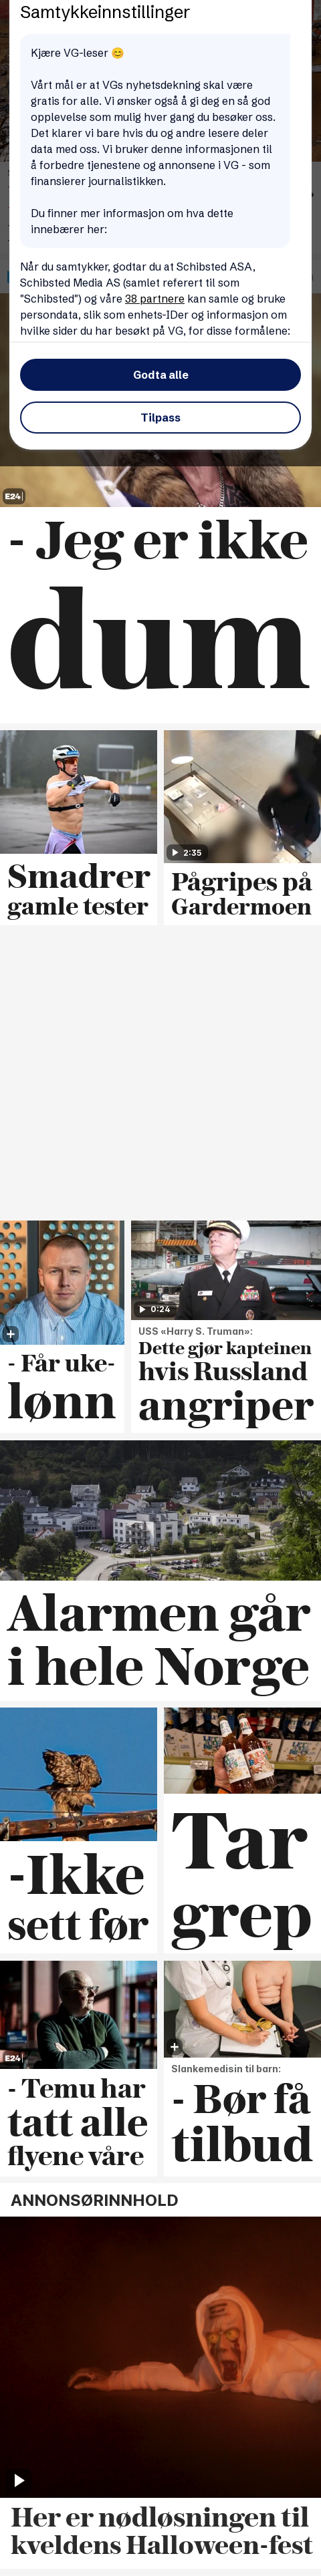 Samtykkeinnstillinger
Kjære VG-leser 😊
Vårt mål er at VGs nyhetsdekning skal være
gratis for alle. Vi ønsker også å gi deg en så god
opplevelse som mulig hver gang du besøker oss.
Det klarer vi bare hvis du og andre lesere deler
data med oss. Vi bruker denne informasjonen til
å forbedre tjenestene og annonsene i VG - som
finansierer journalistikken.
Du finner mer informasjon om hva dette
innebærer her:
Når du samtykker, godtar du at Schibsted ASA,
Schibsted Media AS (samlet referert til som
"Schibsted") og våre 38 partnere kan samle og bruke
persondata, slik som enhets-IDer og informasjon om
hvilke sider du har besøkt på VG, for disse formålene:
Godta alle
Tilpass
E24
- Jeg er ikke
dum
Smadrer
gamle tester
2:35
Pågripes på
Gardermoen
- Får uke-
lønn
0:24
USS «Harry S. Truman»:
Dette gjør kapteinen
hvis Russland
angriper
Alarmen går
i hele Norge
-Ikke
sett før
Tar
grep
E24
- Temu har
tatt alle
flyene våre
Slankemedisin til barn:
- Bør få
tilbud
ANNONSØRINNHOLD
Her er nødløsningen til
kveldens Halloween-fest